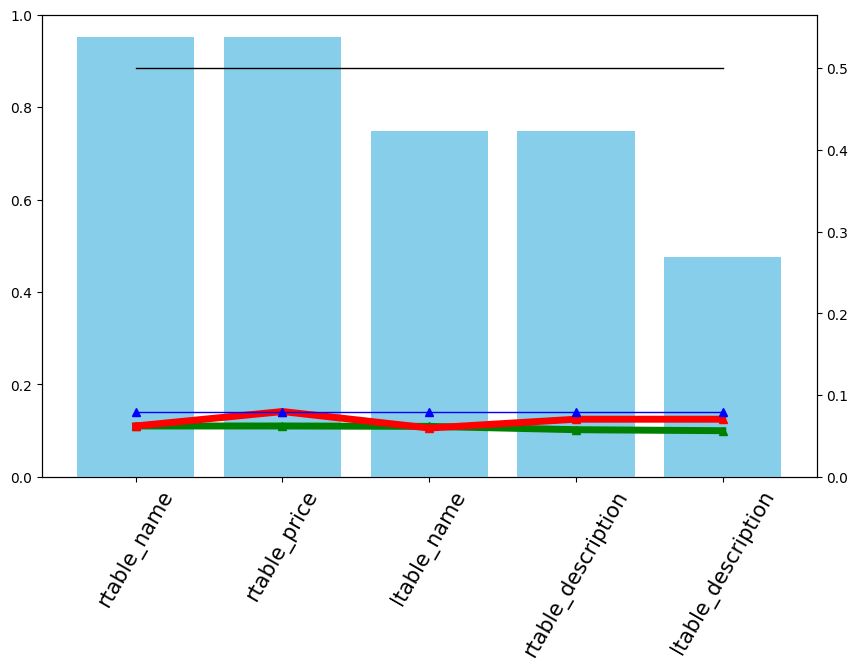 1.0
0.8
0.6
0.4
0.2
0.0
0.5
0.4
0.3
0.2
0.1
0.0
rtable_name
rtable_price
ltable_name
rtable_description
ltable_description